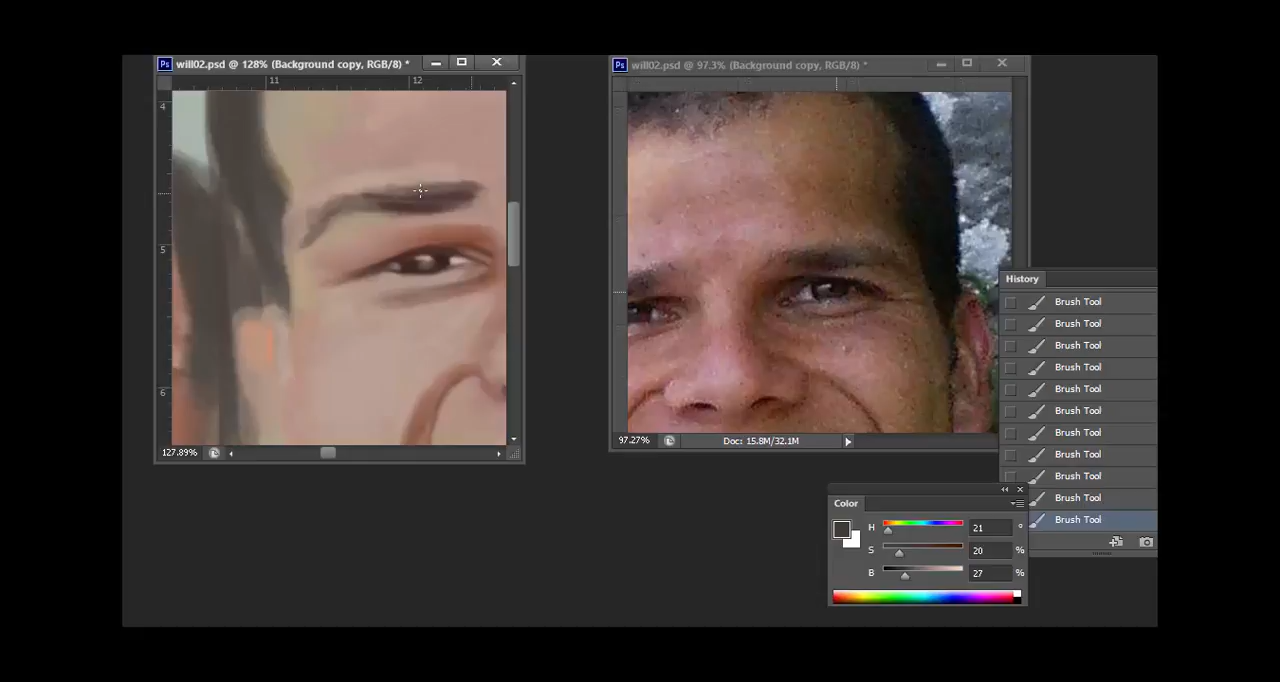 Ps will02.psd @ 128% (Background copy, RGB/8) *
11 12
4
5
6
127.89%
Ps will02.psd @ 97.3% (Background copy, RGB/8) *
97.27% Doc: 15.8M/32.1M
History
Brush Tool
Brush Tool
Brush Tool
Brush Tool
Brush Tool
Brush Tool
Brush Tool
Brush Tool
Brush Tool
Brush Tool
Brush Tool
Color
H 21 °
S 20 %
B 27 %